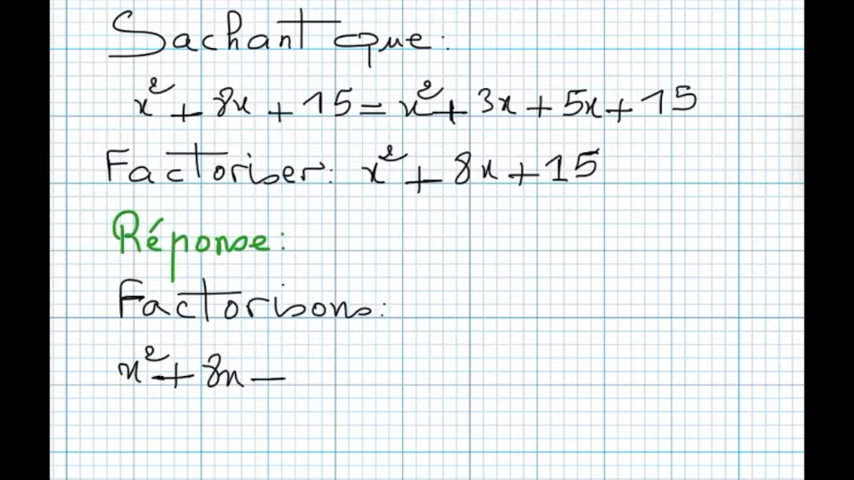 Sachant que:
x² + 8x + 15 = x² + 3x + 5x + 15
Factoriser: x² + 8x + 15
Réponse:
Factorisons:
x² + 8x —